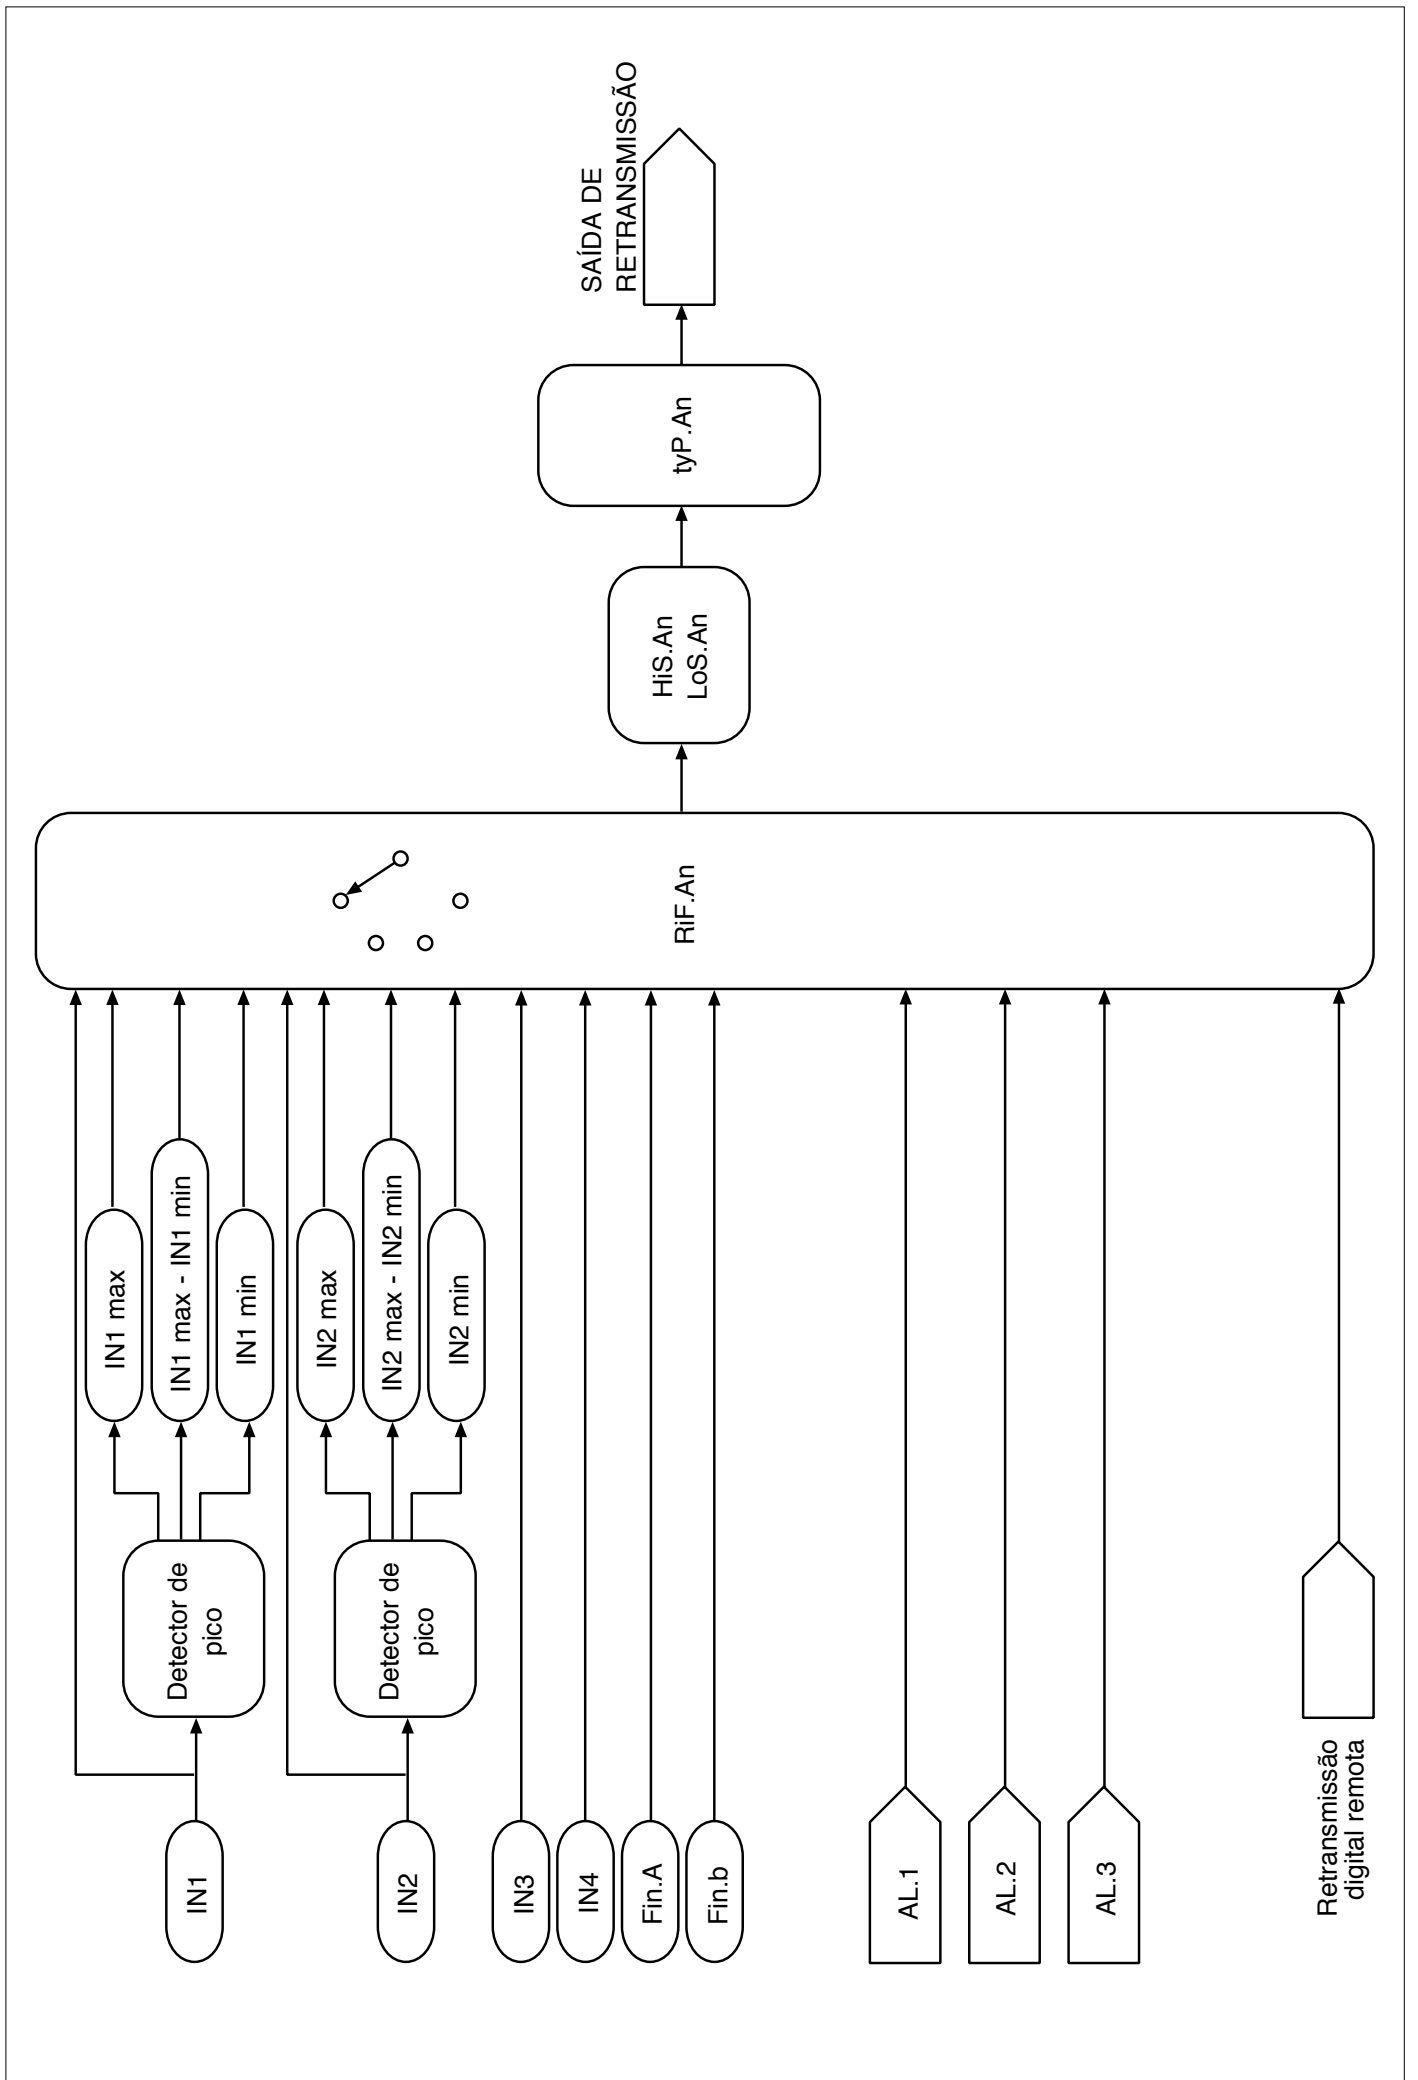 IN1
Detector de
pico
IN1 max
IN1 max - IN1 min
IN1 min
IN2
Detector de
pico
IN2 max
IN2 max - IN2 min
IN2 min
IN3
IN4
Fin.A
Fin.b
AL.1
AL.2
AL.3
Retransmissão
digital remota
RiF.An
HiS.An
LoS.An
tyP.An
SAÍDA DE
RETRANSMISSÃO